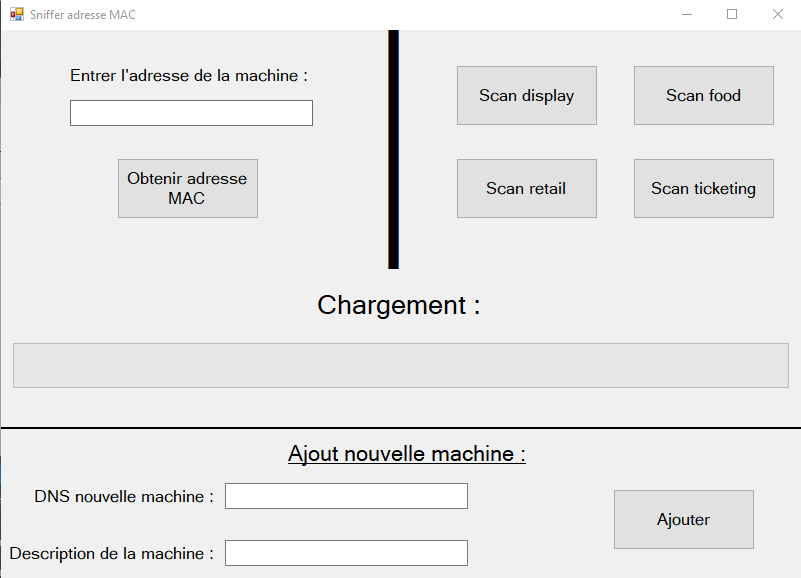 Sniffer adresse MAC
Entrer l'adresse de la machine :
Obtenir adresse
MAC
Scan display
Scan food
Scan retail
Scan ticketing
Chargement :
Ajout nouvelle machine :
DNS nouvelle machine :
Description de la machine :
Ajouter